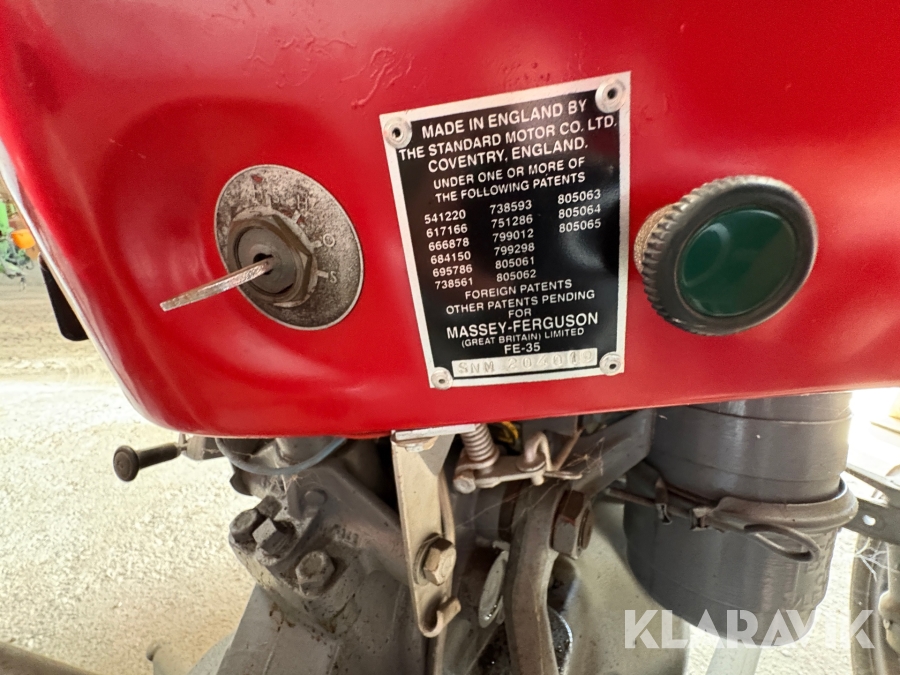 MADE IN ENGLAND BY
THE STANDARD MOTOR CO. LTD.
COVENTRY, ENGLAND.
UNDER ONE OR MORE OF
THE FOLLOWING PATENTS
541220 738593 805063
617166 751286 805064
666878 799012 805065
684150 799298
695786 805061
738561 805062
FOREIGN PATENTS
OTHER PATENTS PENDING
FOR
MASSEY-FERGUSON
(GREAT BRITAIN) LIMITED
FE-35
SNM 204019
H
O
S
KLARAVIK